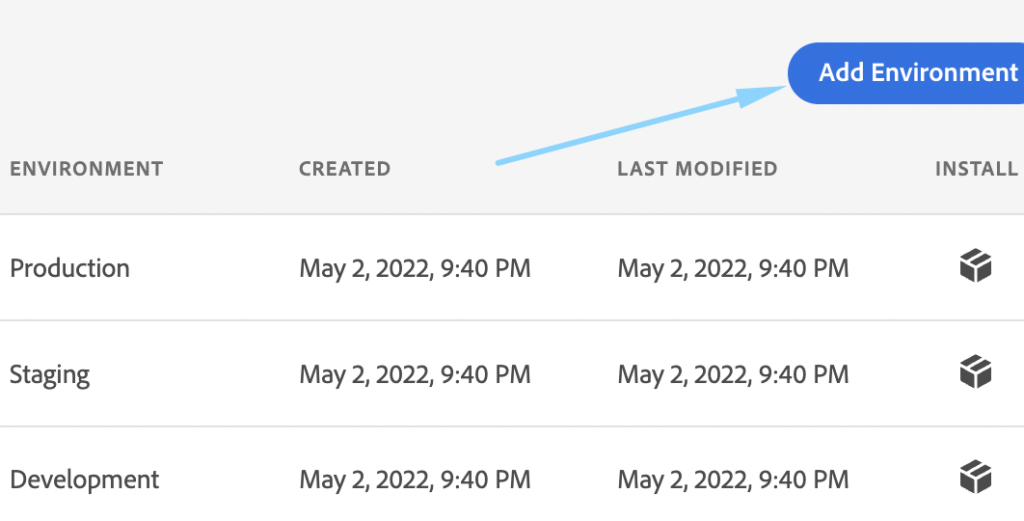 Add Environment
ENVIRONMENT CREATED LAST MODIFIED INSTALL
Production May 2, 2022, 9:40 PM May 2, 2022, 9:40 PM
Staging May 2, 2022, 9:40 PM May 2, 2022, 9:40 PM
Development May 2, 2022, 9:40 PM May 2, 2022, 9:40 PM